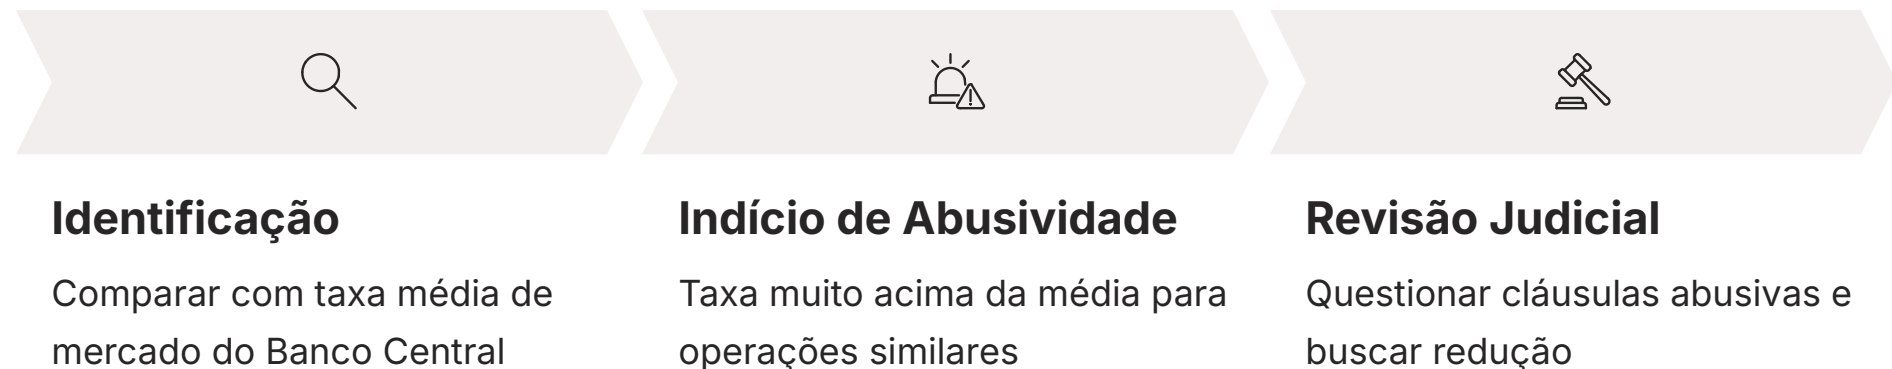 Identificação
Comparar com taxa média de
mercado do Banco Central
Indício de Abusividade
Taxa muito acima da média para
operações similares
Revisão Judicial
Questionar cláusulas abusivas e
buscar redução